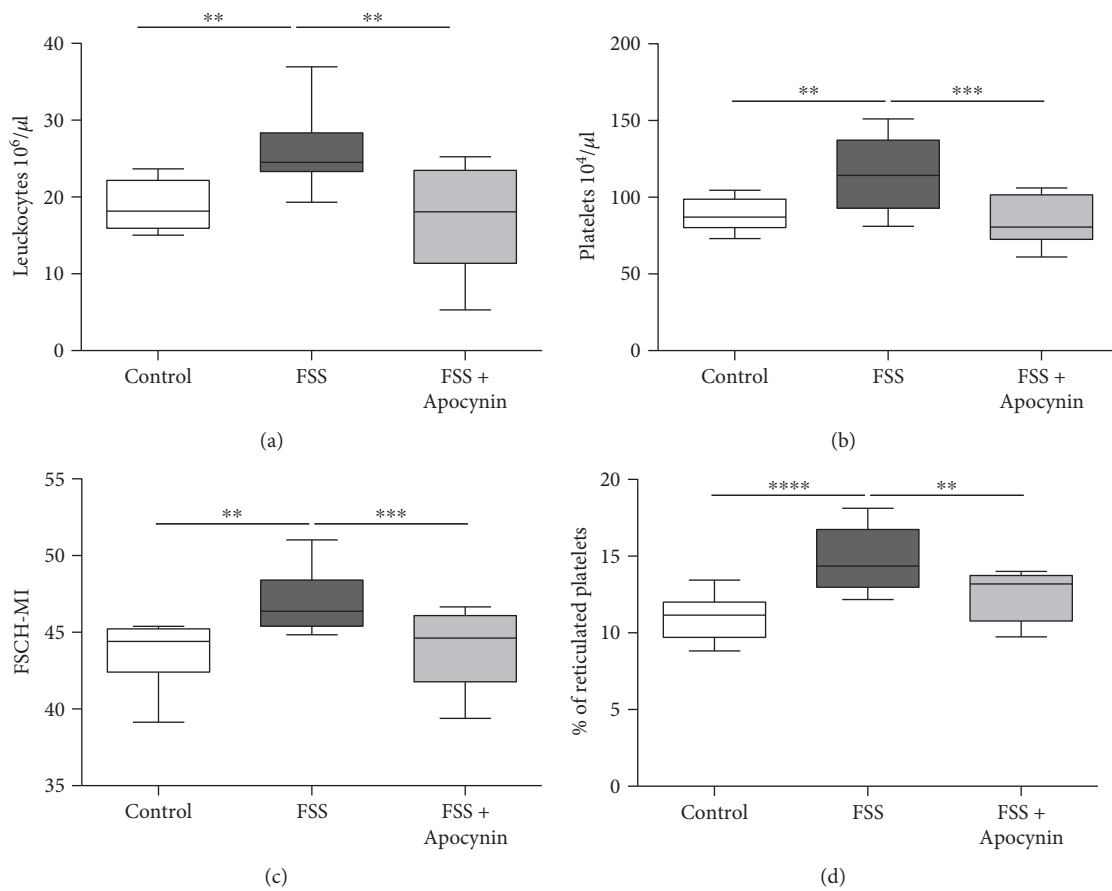 **
**
40
30
20
10
0
Leuckocytes 10⁶/μl
Control
FSS
FSS +
Apocynin
(a)
**
***
200
150
100
50
0
Platelets 10⁴/μl
Control
FSS
FSS +
Apocynin
(b)
**
***
55
50
45
40
35
FSCH-MI
Control
FSS
FSS +
Apocynin
(c)
****
**
20
15
10
5
0
% of reticulated platelets
Control
FSS
FSS +
Apocynin
(d)